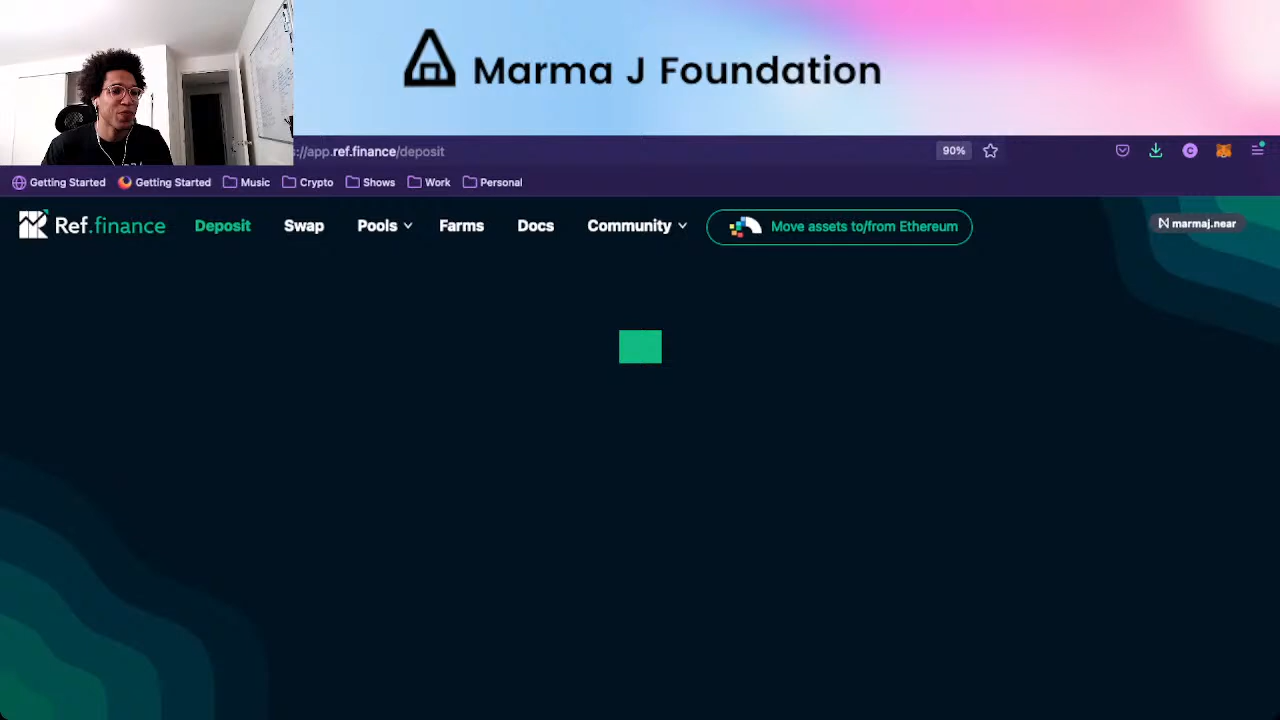 Marma J Foundation
://app.ref.finance/deposit
90%
Getting Started
Getting Started
Music
Crypto
Shows
Work
Personal
Ref.finance
Deposit
Swap
Pools
Farms
Docs
Community
Move assets to/from Ethereum
marmaj.near